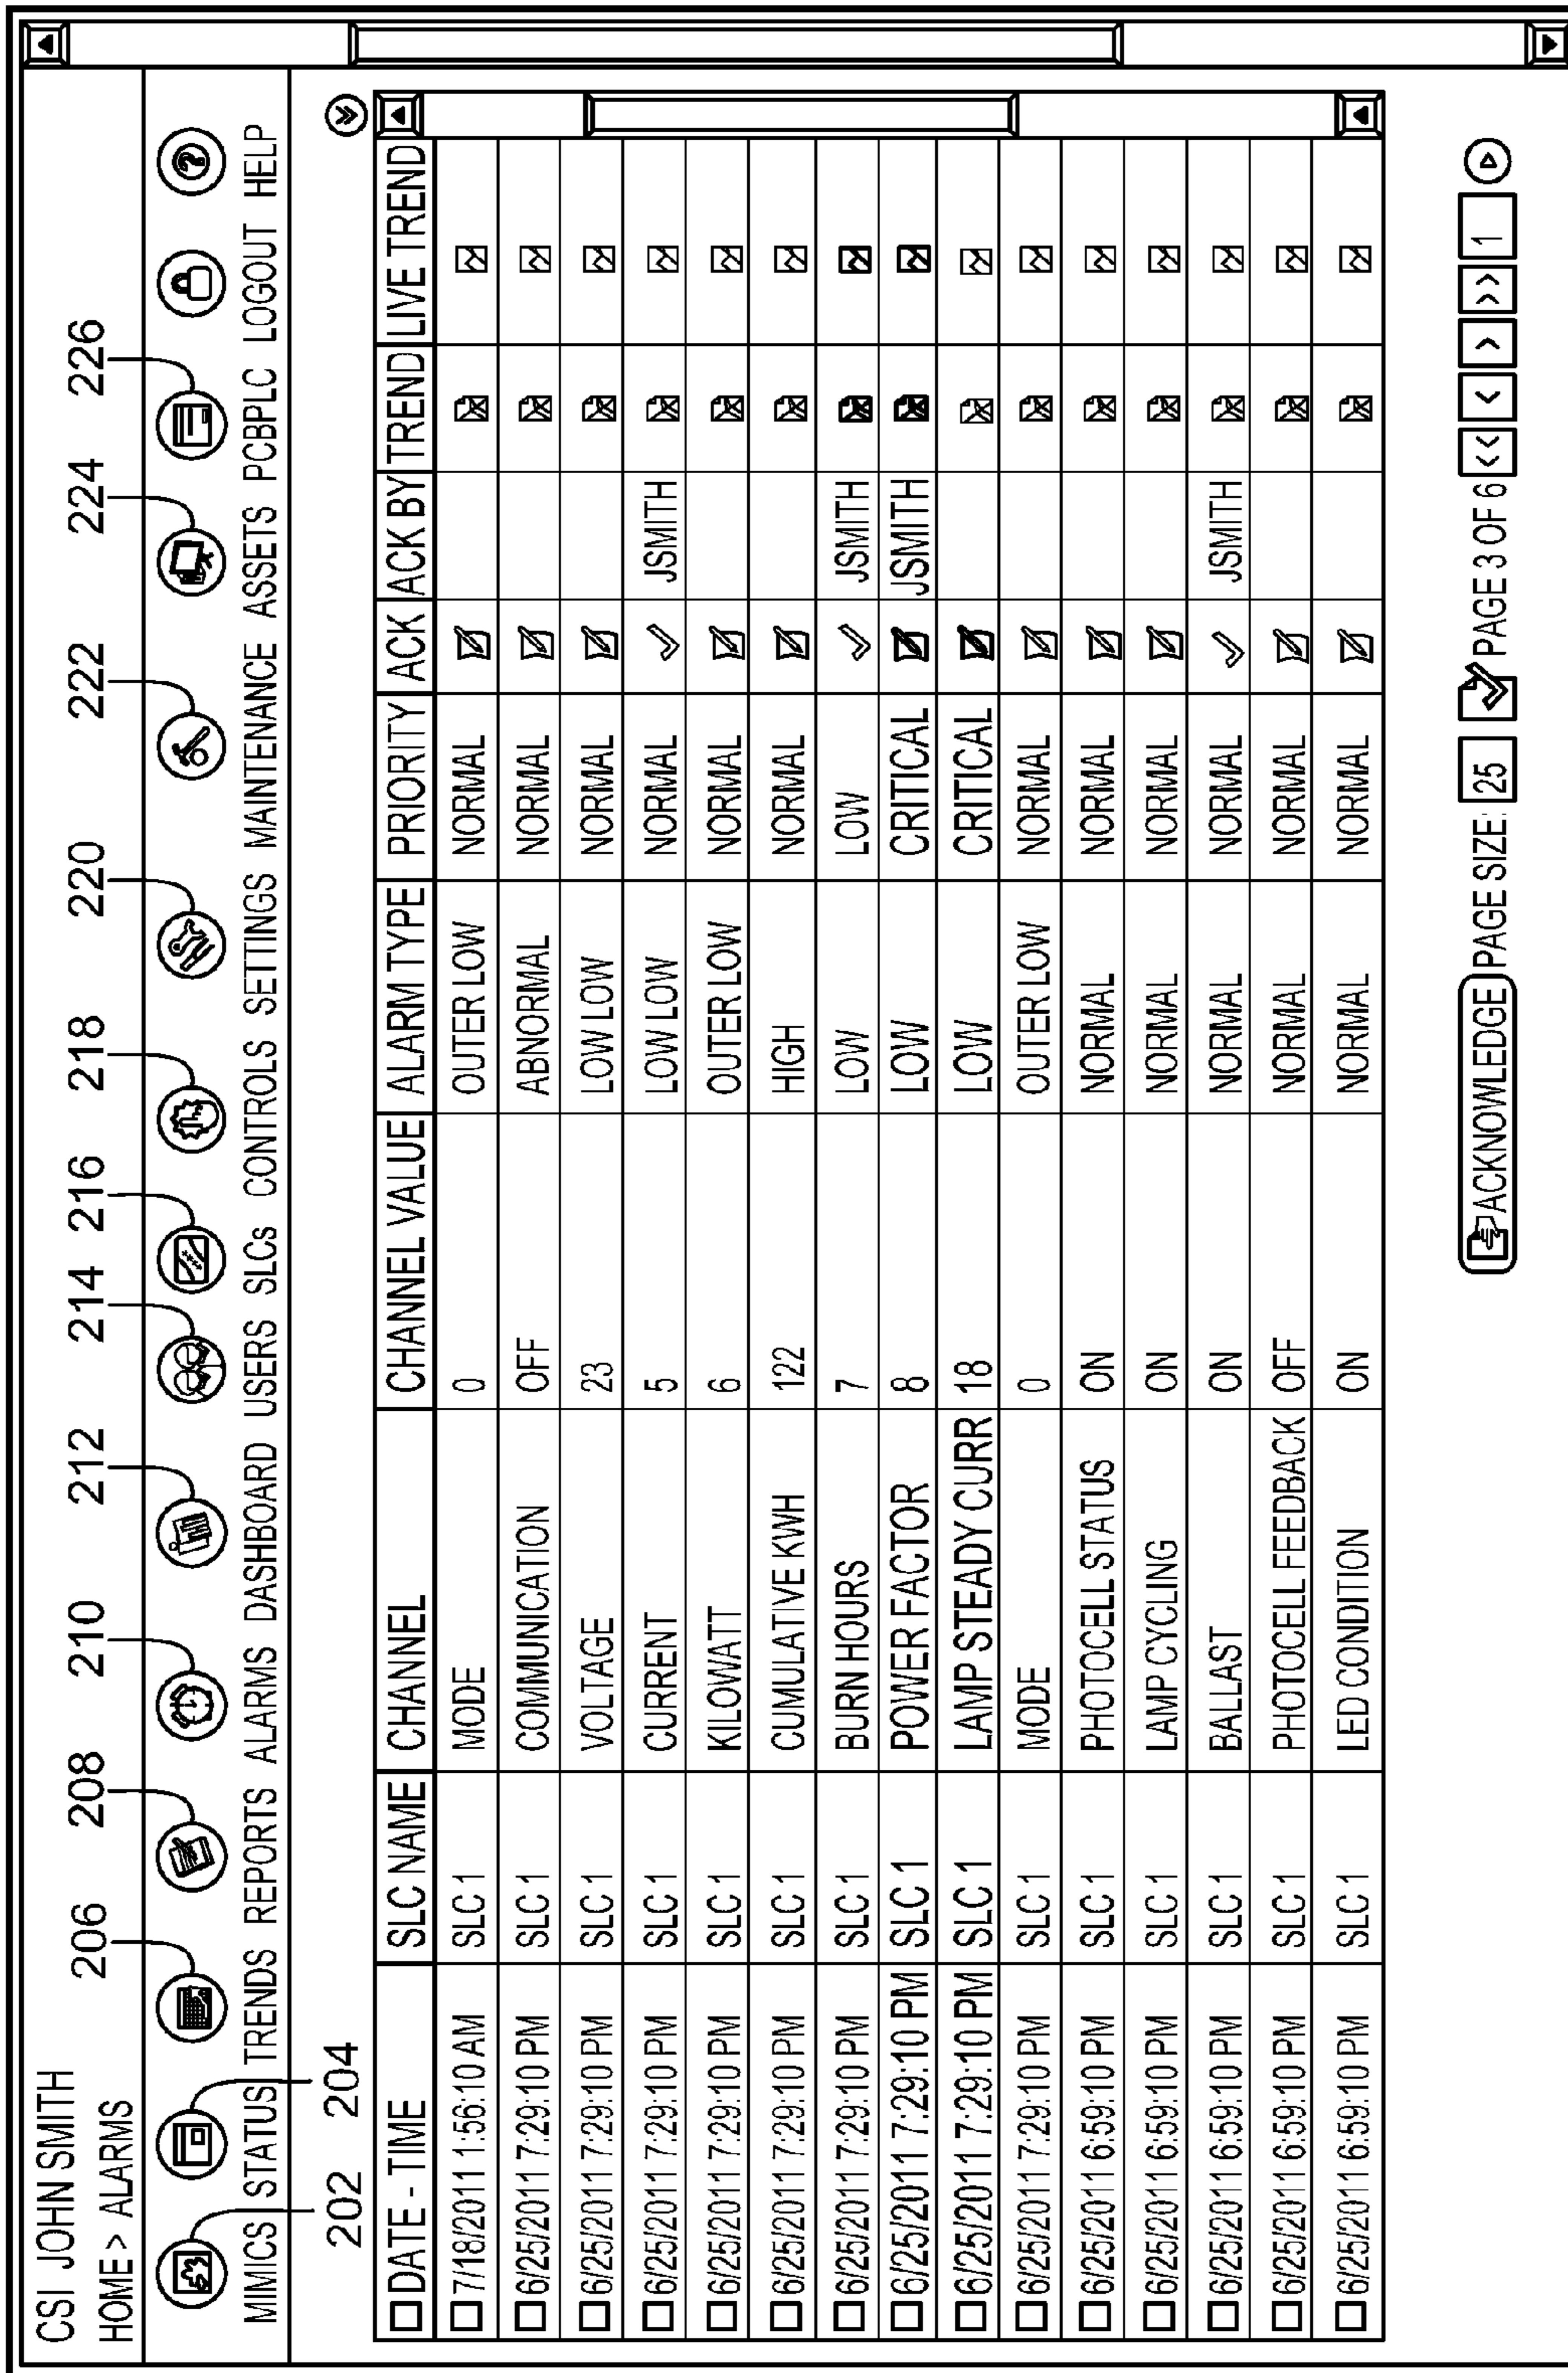 CSI JOHN SMITH
HOME > ALARMS
206 208 210 212 214 216 218 220 222 224 226
MIMICS STATUS TRENDS REPORTS ALARMS DASHBOARD USERS SLCs CONTROLS SETTINGS MAINTENANCE ASSETS PCBPLC LOGOUT HELP
202 204
DATE - TIME SLC NAME CHANNEL CHANNEL VALUE ALARM TYPE PRIORITY ACK ACK BY TREND LIVE TREND
7/18/2011 1:56:10 AM SLC 1 MODE 0 OUTER LOW NORMAL
6/25/2011 7:29:10 PM SLC 1 COMMUNICATION OFF ABNORMAL NORMAL
6/25/2011 7:29:10 PM SLC 1 VOLTAGE 23 LOW LOW NORMAL
6/25/2011 7:29:10 PM SLC 1 CURRENT 5 LOW LOW NORMAL JSMITH
6/25/2011 7:29:10 PM SLC 1 KILOWATT 6 OUTER LOW NORMAL
6/25/2011 7:29:10 PM SLC 1 CUMULATIVE KWH 122 HIGH NORMAL
6/25/2011 7:29:10 PM SLC 1 BURN HOURS 7 LOW LOW JSMITH
6/25/2011 7:29:10 PM SLC 1 POWER FACTOR 8 LOW CRITICAL JSMITH
6/25/2011 7:29:10 PM SLC 1 LAMP STEADY CURR 18 LOW CRITICAL
6/25/2011 7:29:10 PM SLC 1 MODE 0 OUTER LOW NORMAL
6/25/2011 6:59:10 PM SLC 1 PHOTOCELL STATUS ON NORMAL NORMAL
6/25/2011 6:59:10 PM SLC 1 LAMP CYCLING ON NORMAL NORMAL
6/25/2011 6:59:10 PM SLC 1 BALLAST ON NORMAL NORMAL JSMITH
6/25/2011 6:59:10 PM SLC 1 PHOTOCELL FEEDBACK OFF NORMAL NORMAL
6/25/2011 6:59:10 PM SLC 1 LED CONDITION ON NORMAL NORMAL
ACKNOWLEDGE PAGE SIZE: 25 PAGE 3 OF 6 << < > >> 1